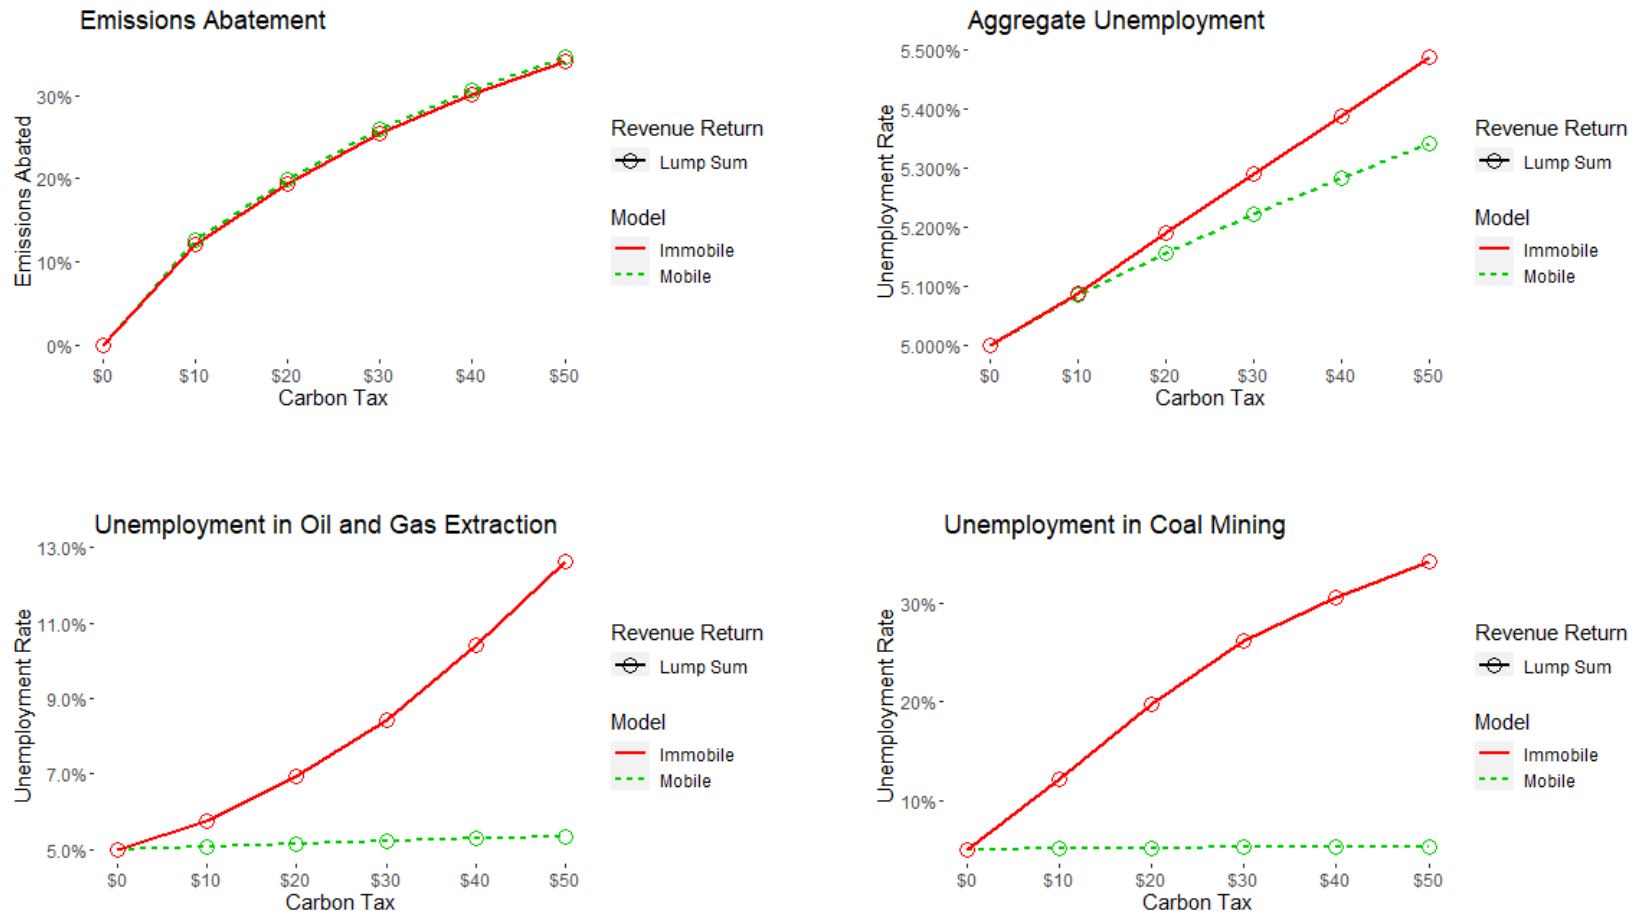 Emissions Abatement
Emissions Abated
30%
20%
10%
0%
$0 $10 $20 $30 $40 $50
Carbon Tax
Revenue Return
Lump Sum
Model
Immobile
Mobile
Aggregate Unemployment
Unemployment Rate
5.500%
5.400%
5.300%
5.200%
5.100%
5.000%
$0 $10 $20 $30 $40 $50
Carbon Tax
Revenue Return
Lump Sum
Model
Immobile
Mobile
Unemployment in Oil and Gas Extraction
Unemployment Rate
13.0%
11.0%
9.0%
7.0%
5.0%
$0 $10 $20 $30 $40 $50
Carbon Tax
Revenue Return
Lump Sum
Model
Immobile
Mobile
Unemployment in Coal Mining
Unemployment Rate
30%
20%
10%
$0 $10 $20 $30 $40 $50
Carbon Tax
Revenue Return
Lump Sum
Model
Immobile
Mobile